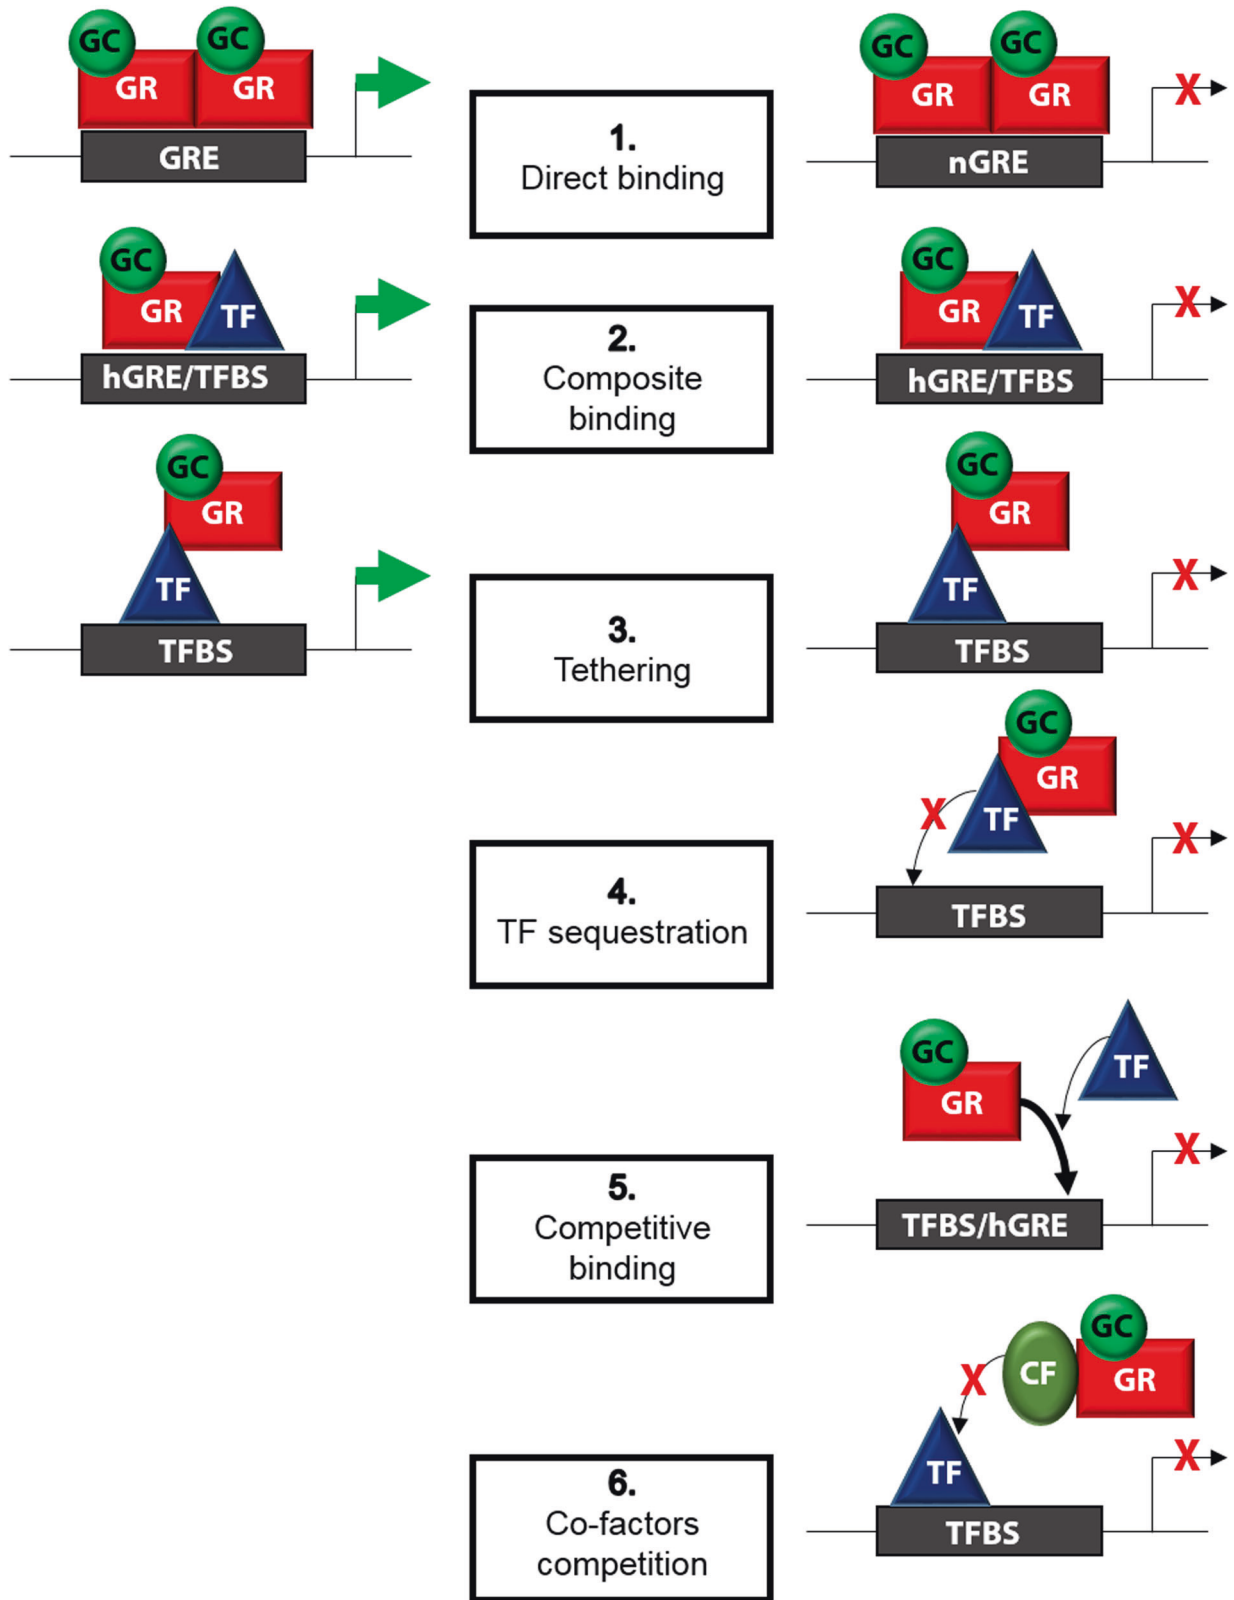 GC GC
GR GR
GRE
1.
Direct binding
GC GC
GR GR
nGRE
X
GC
GR TF
hGRE/TFBS
2.
Composite
binding
GC
GR TF
hGRE/TFBS
X
GC
GR
TF
TFBS
3.
Tethering
GC
GR
TF
TFBS
X
4.
TF sequestration
GC
GR
TF
X
X
TFBS
5.
Competitive
binding
GC
GR
TF
X
TFBS/hGRE
6.
Co-factors
competition
GC
CF
GR
X
TF
X
TFBS